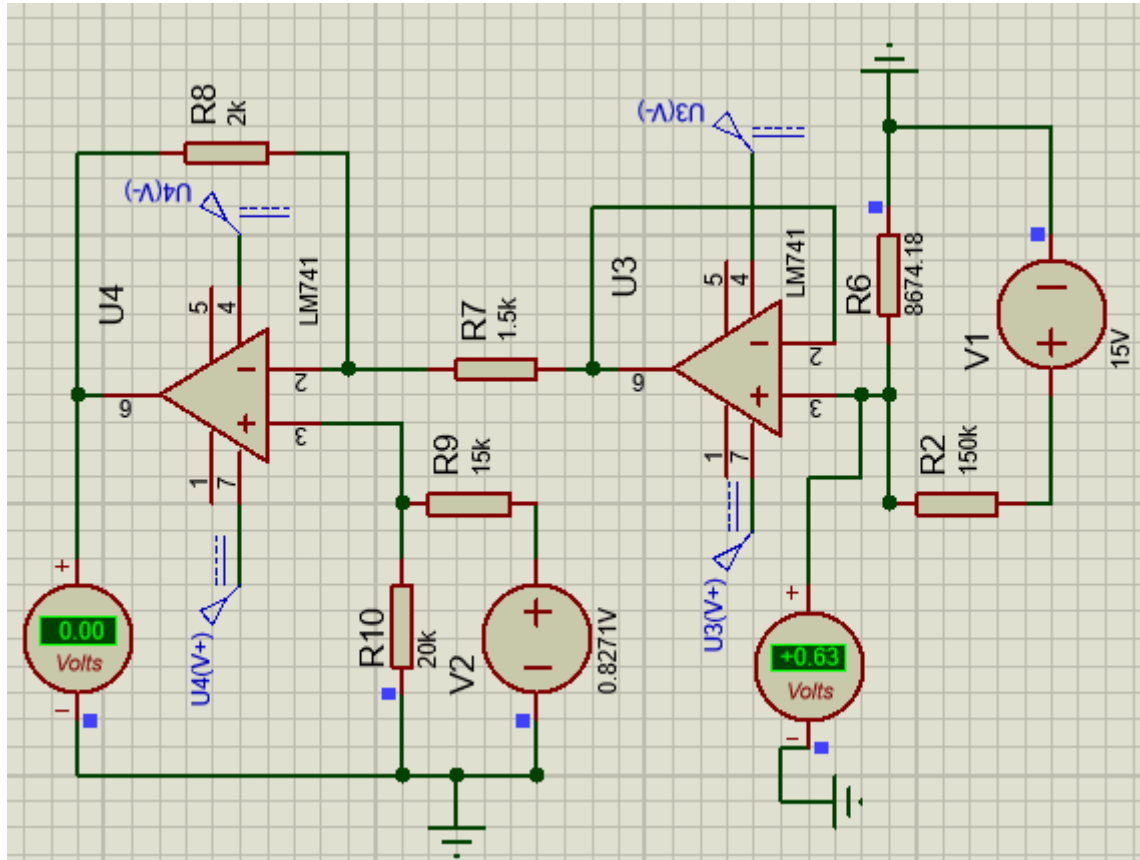 R8
2k
U4(V-)
U4
5
4
LM741
2
3
6
1
7
U4(V+)
+
0.00
Volts
−
R7
1.5k
R9
15k
R10
20k
V2
+
−
0.8271V
U3(V-)
U3
5
4
LM741
2
3
6
1
7
U3(V+)
+
+0.63
Volts
−
R6
8674.18
R2
150k
V1
−
+
15V